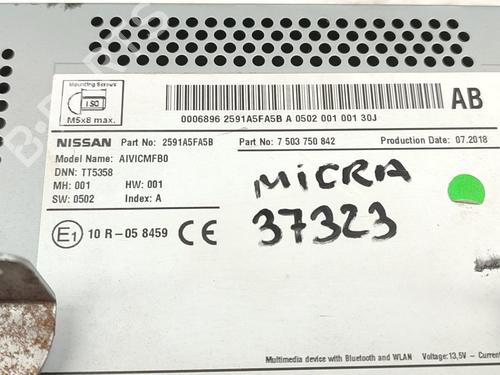 Mounting Screws
ISO
M5x8 max.
0006896 2591A5FA5B A 0502 001 001 30J
AB
NISSAN Part No.: 2591A5FA5B Part No.: 7 503 750 842 Production Date: 07.2018
Model Name: AIVICMFB0
DNN: TT5358
MH: 001 HW: 001
SW: 0502 Index: A
E1 10 R-05 8459 CE
MICRA
37323
Multimedia device with Bluetooth and WLAN Voltage: 13,5V - Current
B-PARTS